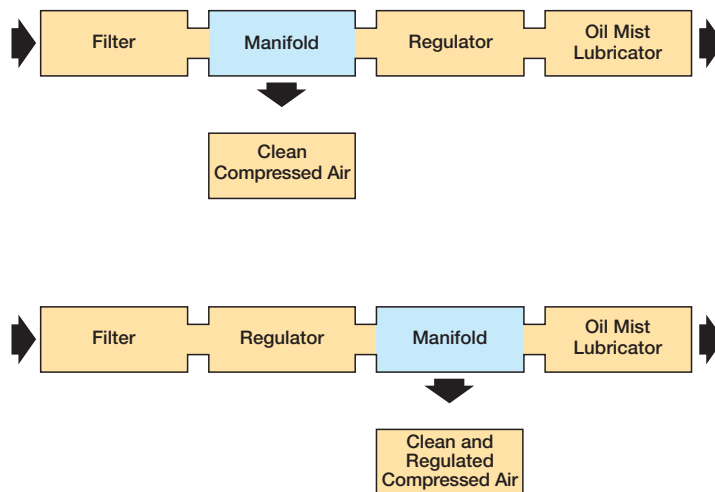 Filter
Manifold
Regulator
Oil Mist
Lubricator
Clean
Compressed Air
Filter
Regulator
Manifold
Oil Mist
Lubricator
Clean and
Regulated
Compressed Air